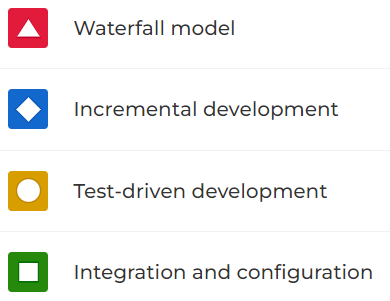 Waterfall model
Incremental development
Test-driven development
Integration and configuration